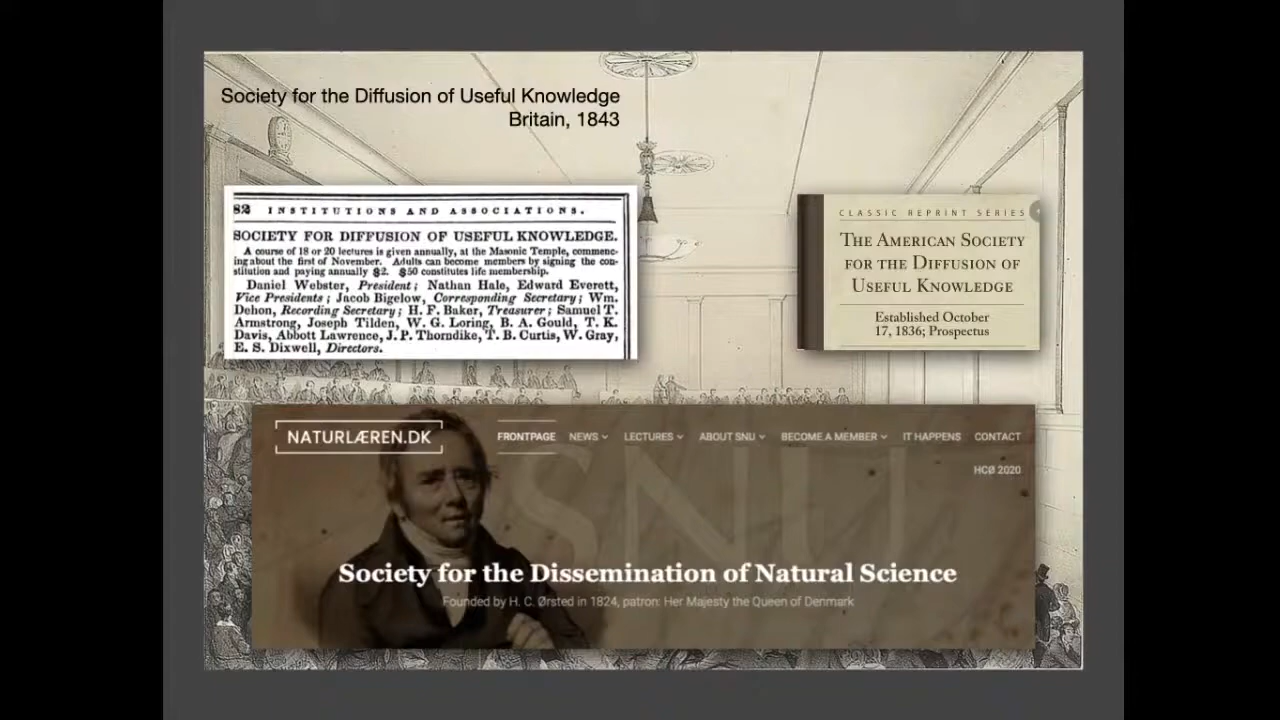 Society for the Diffusion of Useful Knowledge
Britain, 1843
82 INSTITUTIONS AND ASSOCIATIONS.
SOCIETY FOR DIFFUSION OF USEFUL KNOWLEDGE.
A course of 18 or 20 lectures is given annually, at the Masonic Temple, commenc-
ing about the first of November. Adults can become members by signing the con-
stitution and paying annually $2. $50 constitutes life membership.
Daniel Webster, President; Nathan Hale, Edward Everett,
Vice Presidents; Jacob Bigelow, Corresponding Secretary; Wm.
Dehon, Recording Secretary; H. F. Baker, Treasurer; Samuel T.
Armstrong, Joseph Tilden, W. G. Loring, B. A. Gould, T. K.
Davis, Abbott Lawrence, J. P. Thorndike, T. B. Curtis, W. Gray,
E. S. Dixwell, Directors.
CLASSIC REPRINT SERIES
THE AMERICAN SOCIETY
FOR THE DIFFUSION OF
USEFUL KNOWLEDGE
Established October
17, 1836; Prospectus
NATURLÆREN.DK
FRONTPAGE NEWS LECTURES ABOUT SNU BECOME A MEMBER IT HAPPENS CONTACT
HCØ 2020
SNU
Society for the Dissemination of Natural Science
Founded by H. C. Ørsted in 1824, patron: Her Majesty the Queen of Denmark